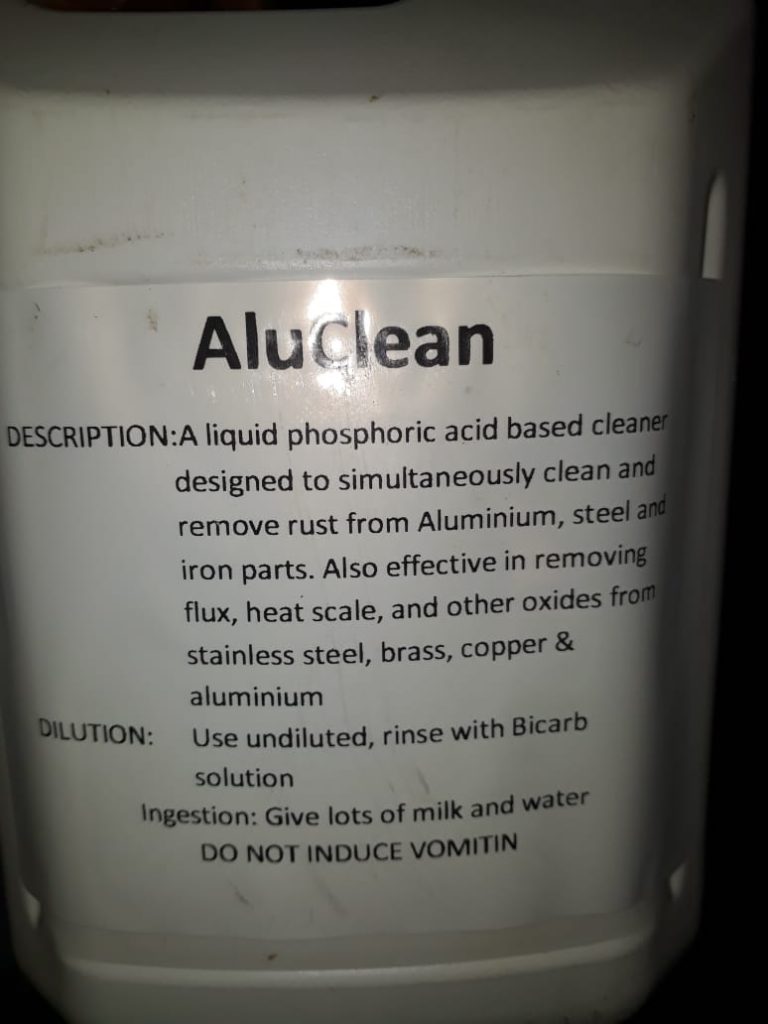 AluClean
DESCRIPTION:A liquid phosphoric acid based cleaner
designed to simultaneously clean and
remove rust from Aluminium, steel and
iron parts. Also effective in removing
flux, heat scale, and other oxides from
stainless steel, brass, copper &
aluminium
DILUTION: Use undiluted, rinse with Bicarb
solution
Ingestion: Give lots of milk and water
DO NOT INDUCE VOMITIN